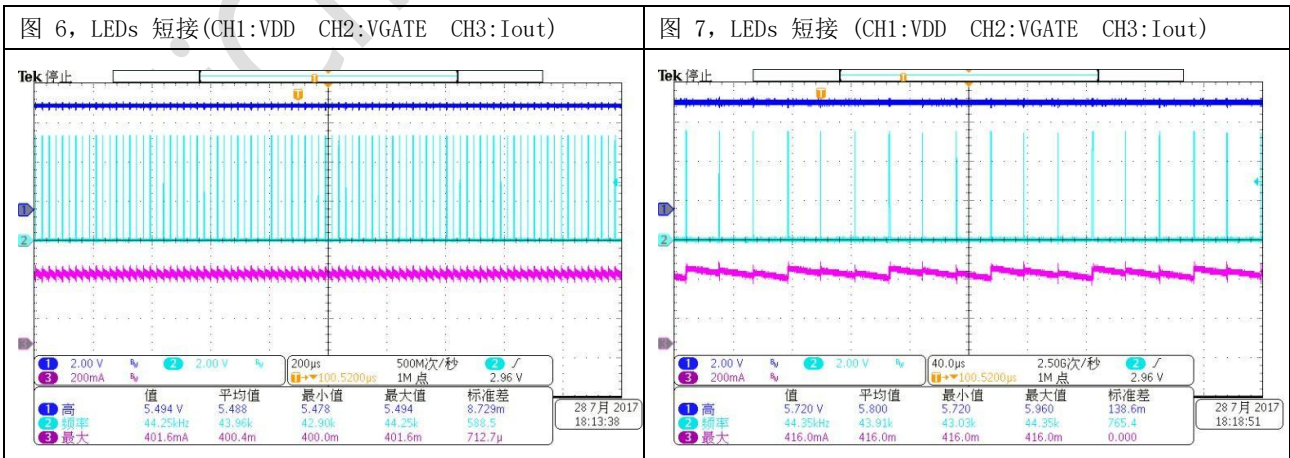 图 6，LEDs 短接(CH1:VDD CH2:VGATE CH3:Iout)
Tek 停止
T
T
1
2
3
1 2.00 V BW 2 2.00 V BW 200µs 500M次/秒 2 ∫
3 200mA BW T→▼100.5200µs 1M 点 2.96 V
值 平均值 最小值 最大值 标准差
1 高 5.494 V 5.488 5.478 5.494 8.729m
2 频率 44.25kHz 43.96k 42.90k 44.25k 588.5
3 最大 401.6mA 400.4m 400.0m 401.6m 712.7µ
28 7月 2017
18:13:38
图 7，LEDs 短接 (CH1:VDD CH2:VGATE CH3:Iout)
Tek 停止
T
T
1
2
3
1 2.00 V BW 2 2.00 V BW 40.0µs 2.50G次/秒 2 ∫
3 200mA BW T→▼100.5200µs 1M 点 2.96 V
值 平均值 最小值 最大值 标准差
1 高 5.720 V 5.800 5.720 5.960 138.6m
2 频率 44.35kHz 43.91k 43.03k 44.35k 765.4
3 最大 416.0mA 416.0m 416.0m 416.0m 0.000
28 7月 2017
18:18:51